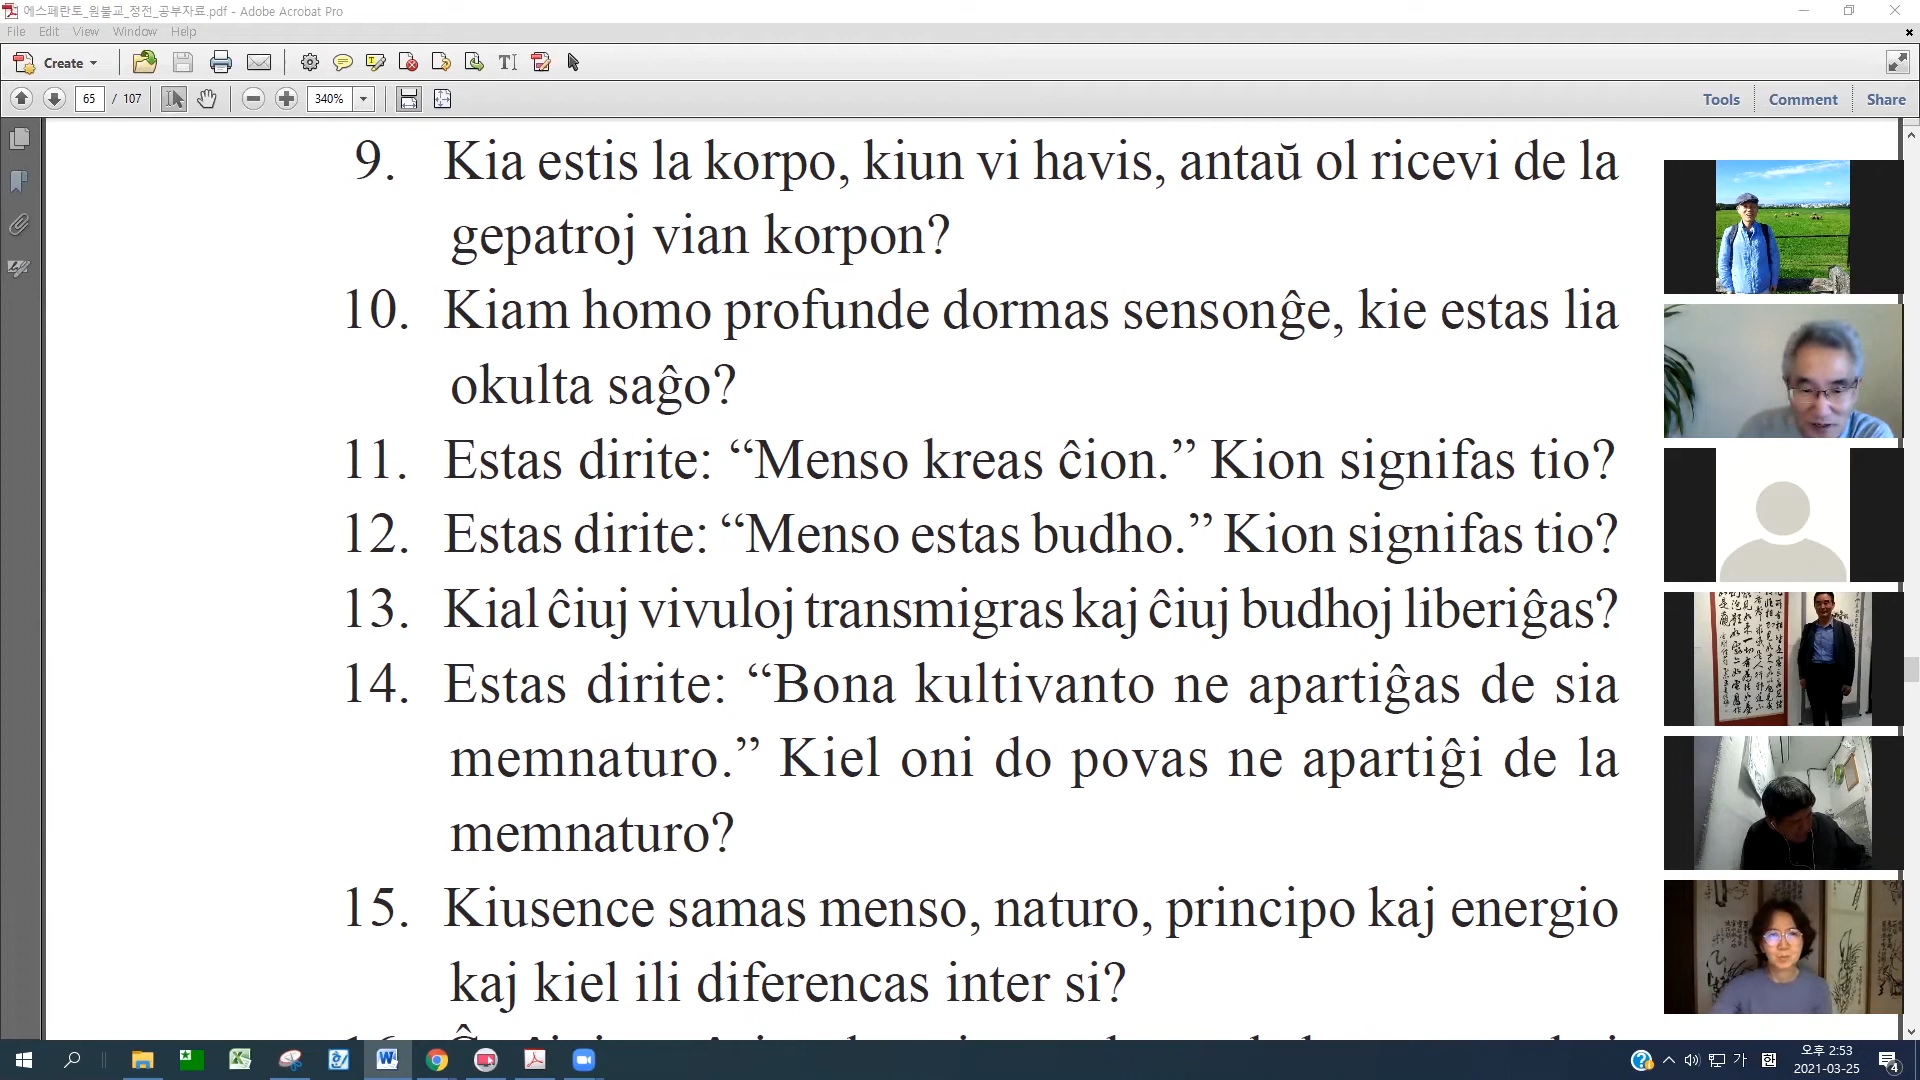 에스페란토_원불교_정전_공부자료.pdf - Adobe Acrobat Pro
File Edit View Window Help
Create
65 / 107 340% Tools Comment Share
9. Kia estis la korpo, kiun vi havis, antaŭ ol ricevi de la
gepatroj vian korpon?
10. Kiam homo profunde dormas sensonĝe, kie estas lia
okulta saĝo?
11. Estas dirite: “Menso kreas ĉion.” Kion signifas tio?
12. Estas dirite: “Menso estas budho.” Kion signifas tio?
13. Kial ĉiuj vivuloj transmigras kaj ĉiuj budhoj liberiĝas?
14. Estas dirite: “Bona kultivanto ne apartiĝas de sia
memnaturo.” Kiel oni do povas ne apartiĝi de la
memnaturo?
15. Kiusence samas menso, naturo, principo kaj energio
kaj kiel ili diferencas inter si?
가 한 오후 2:53
2021-03-25
4